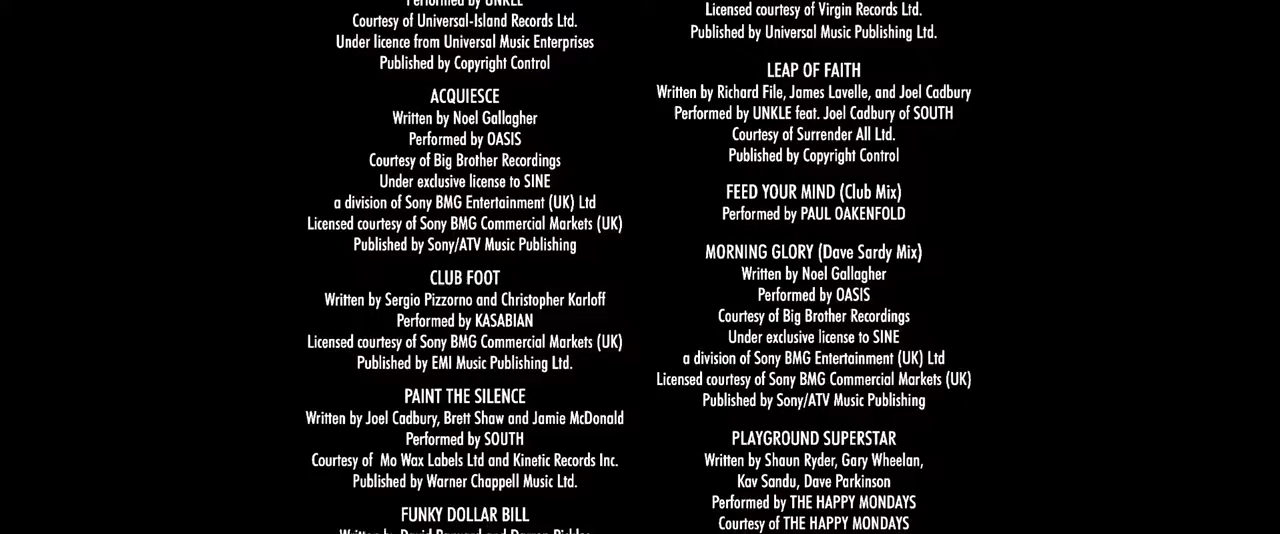 Performed by UNKLE
Courtesy of Universal-Island Records Ltd.
Under licence from Universal Music Enterprises
Published by Copyright Control
ACQUIESCE
Written by Noel Gallagher
Performed by OASIS
Courtesy of Big Brother Recordings
Under exclusive license to SINE
a division of Sony BMG Entertainment (UK) Ltd
Licensed courtesy of Sony BMG Commercial Markets (UK)
Published by Sony/ATV Music Publishing
CLUB FOOT
Written by Sergio Pizzorno and Christopher Karloff
Performed by KASABIAN
Licensed courtesy of Sony BMG Commercial Markets (UK)
Published by EMI Music Publishing Ltd.
PAINT THE SILENCE
Written by Joel Cadbury, Brett Shaw and Jamie McDonald
Performed by SOUTH
Courtesy of Mo Wax Labels Ltd and Kinetic Records Inc.
Published by Warner Chappell Music Ltd.
FUNKY DOLLAR BILL
Licensed courtesy of Virgin Records Ltd.
Published by Universal Music Publishing Ltd.
LEAP OF FAITH
Written by Richard File, James Lavelle, and Joel Cadbury
Performed by UNKLE feat. Joel Cadbury of SOUTH
Courtesy of Surrender All Ltd.
Published by Copyright Control
FEED YOUR MIND (Club Mix)
Performed by PAUL OAKENFOLD
MORNING GLORY (Dave Sardy Mix)
Written by Noel Gallagher
Performed by OASIS
Courtesy of Big Brother Recordings
Under exclusive license to SINE
a division of Sony BMG Entertainment (UK) Ltd
Licensed courtesy of Sony BMG Commercial Markets (UK)
Published by Sony/ATV Music Publishing
PLAYGROUND SUPERSTAR
Written by Shaun Ryder, Gary Wheelan,
Kav Sandu, Dave Parkinson
Performed by THE HAPPY MONDAYS
Courtesy of THE HAPPY MONDAYS